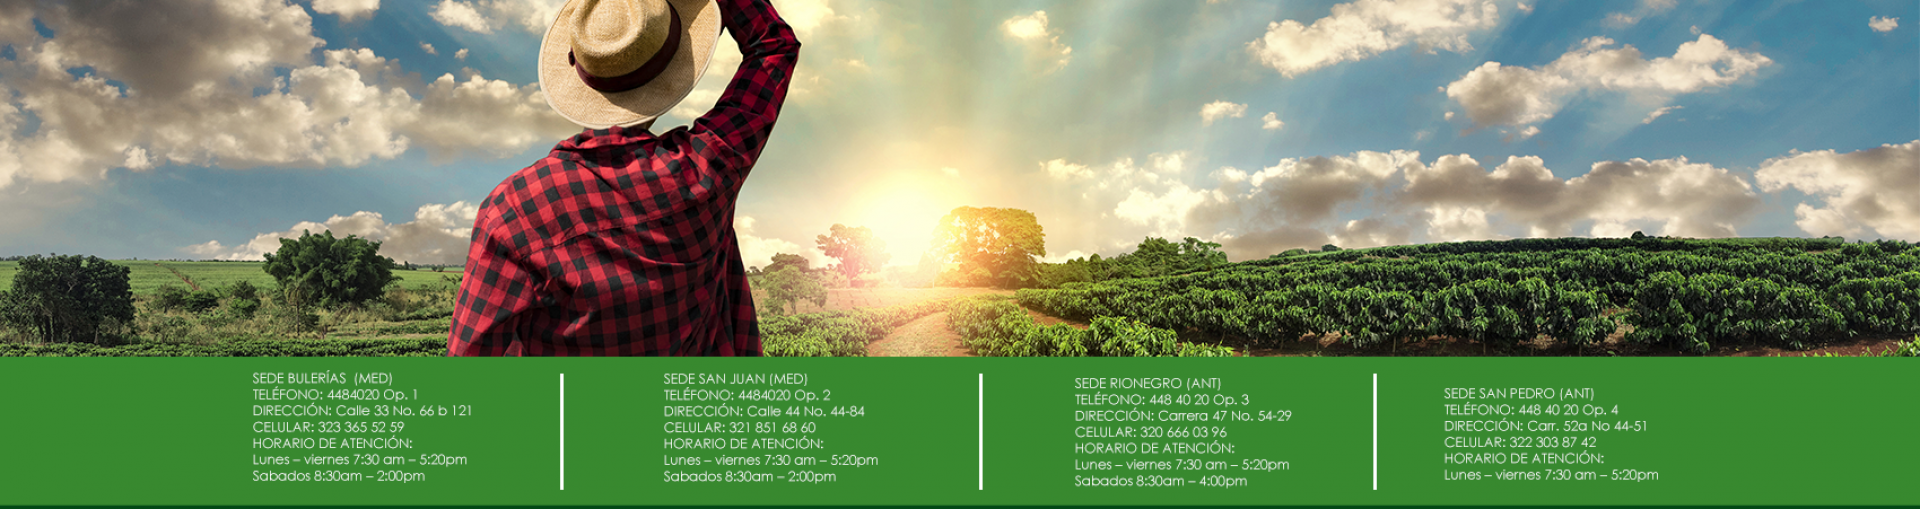 SEDE BULERÍAS (MED)
TELÉFONO: 4484020 Op. 1
DIRECCIÓN: Calle 33 No. 66 b 121
CELULAR: 323 365 52 59
HORARIO DE ATENCIÓN:
Lunes – viernes 7:30 am – 5:20pm
Sabados 8:30am – 2:00pm
SEDE SAN JUAN (MED)
TELÉFONO: 4484020 Op. 2
DIRECCIÓN: Calle 44 No. 44-84
CELULAR: 321 851 68 60
HORARIO DE ATENCIÓN:
Lunes – viernes 7:30 am – 5:20pm
Sabados 8:30am – 2:00pm
SEDE RIONEGRO (ANT)
TELÉFONO: 448 40 20 Op. 3
DIRECCIÓN: Carrera 47 No. 54-29
CELULAR: 320 666 03 96
HORARIO DE ATENCIÓN:
Lunes – viernes 7:30 am – 5:20pm
Sabados 8:30am – 4:00pm
SEDE SAN PEDRO (ANT)
TELÉFONO: 448 40 20 Op. 4
DIRECCIÓN: Carr. 52a No 44-51
CELULAR: 322 303 87 42
HORARIO DE ATENCIÓN:
Lunes – viernes 7:30 am – 5:20pm